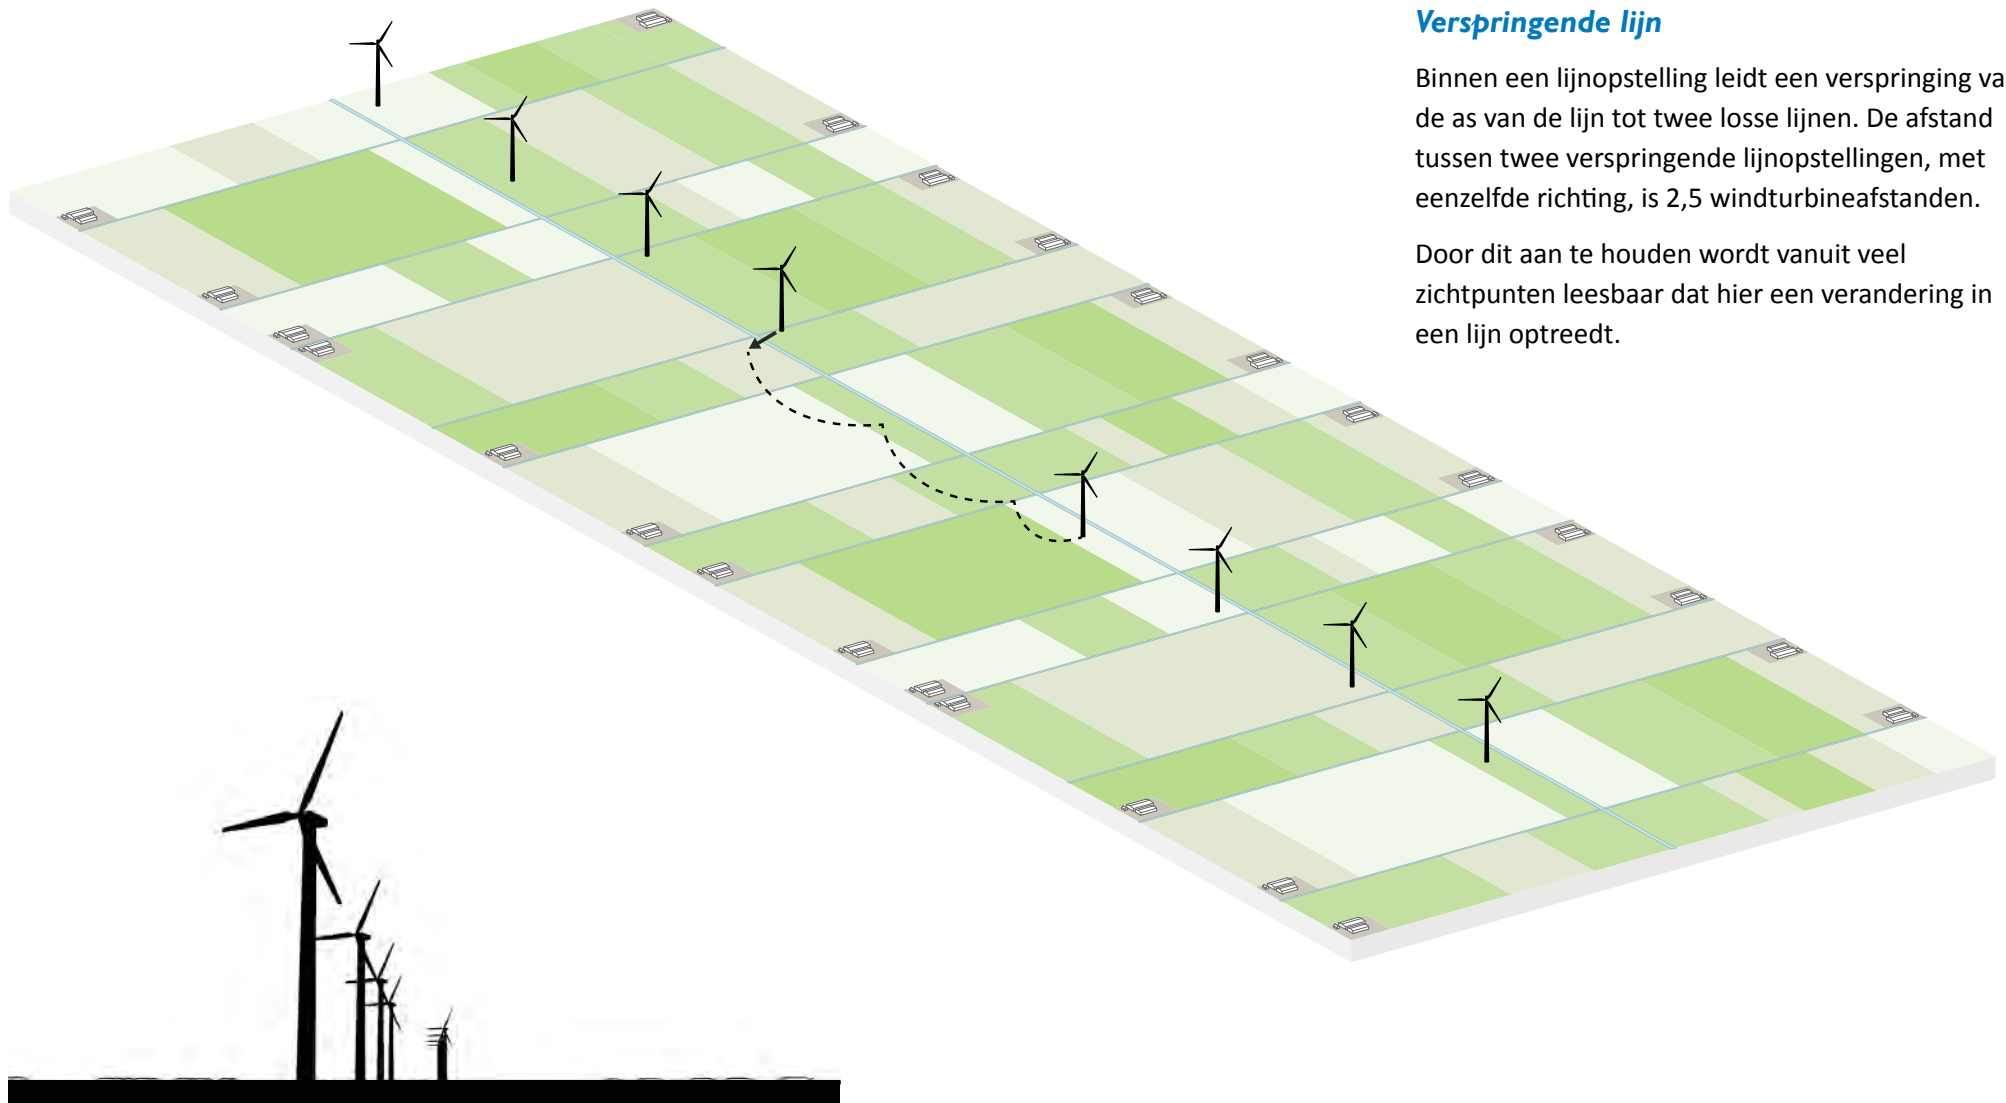 Verspringende lijn
Binnen een lijnopstelling leidt een verspringing va
de as van de lijn tot twee losse lijnen. De afstand
tussen twee verspringende lijnopstellingen, met
eenzelfde richting, is 2,5 windturbineafstanden.
Door dit aan te houden wordt vanuit veel
zichtpunten leesbaar dat hier een verandering in
een lijn optreedt.